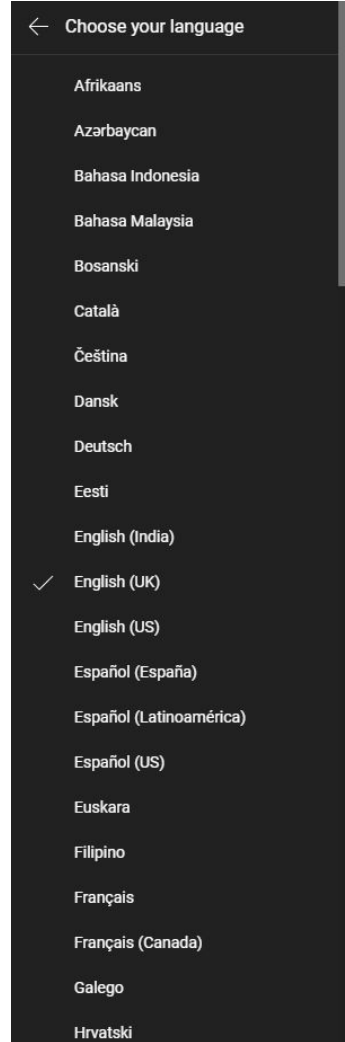 Choose your language
Afrikaans
Azərbaycan
Bahasa Indonesia
Bahasa Malaysia
Bosanski
Català
Čeština
Dansk
Deutsch
Eesti
English (India)
English (UK)
English (US)
Español (España)
Español (Latinoamérica)
Español (US)
Euskara
Filipino
Français
Français (Canada)
Galego
Hrvatski